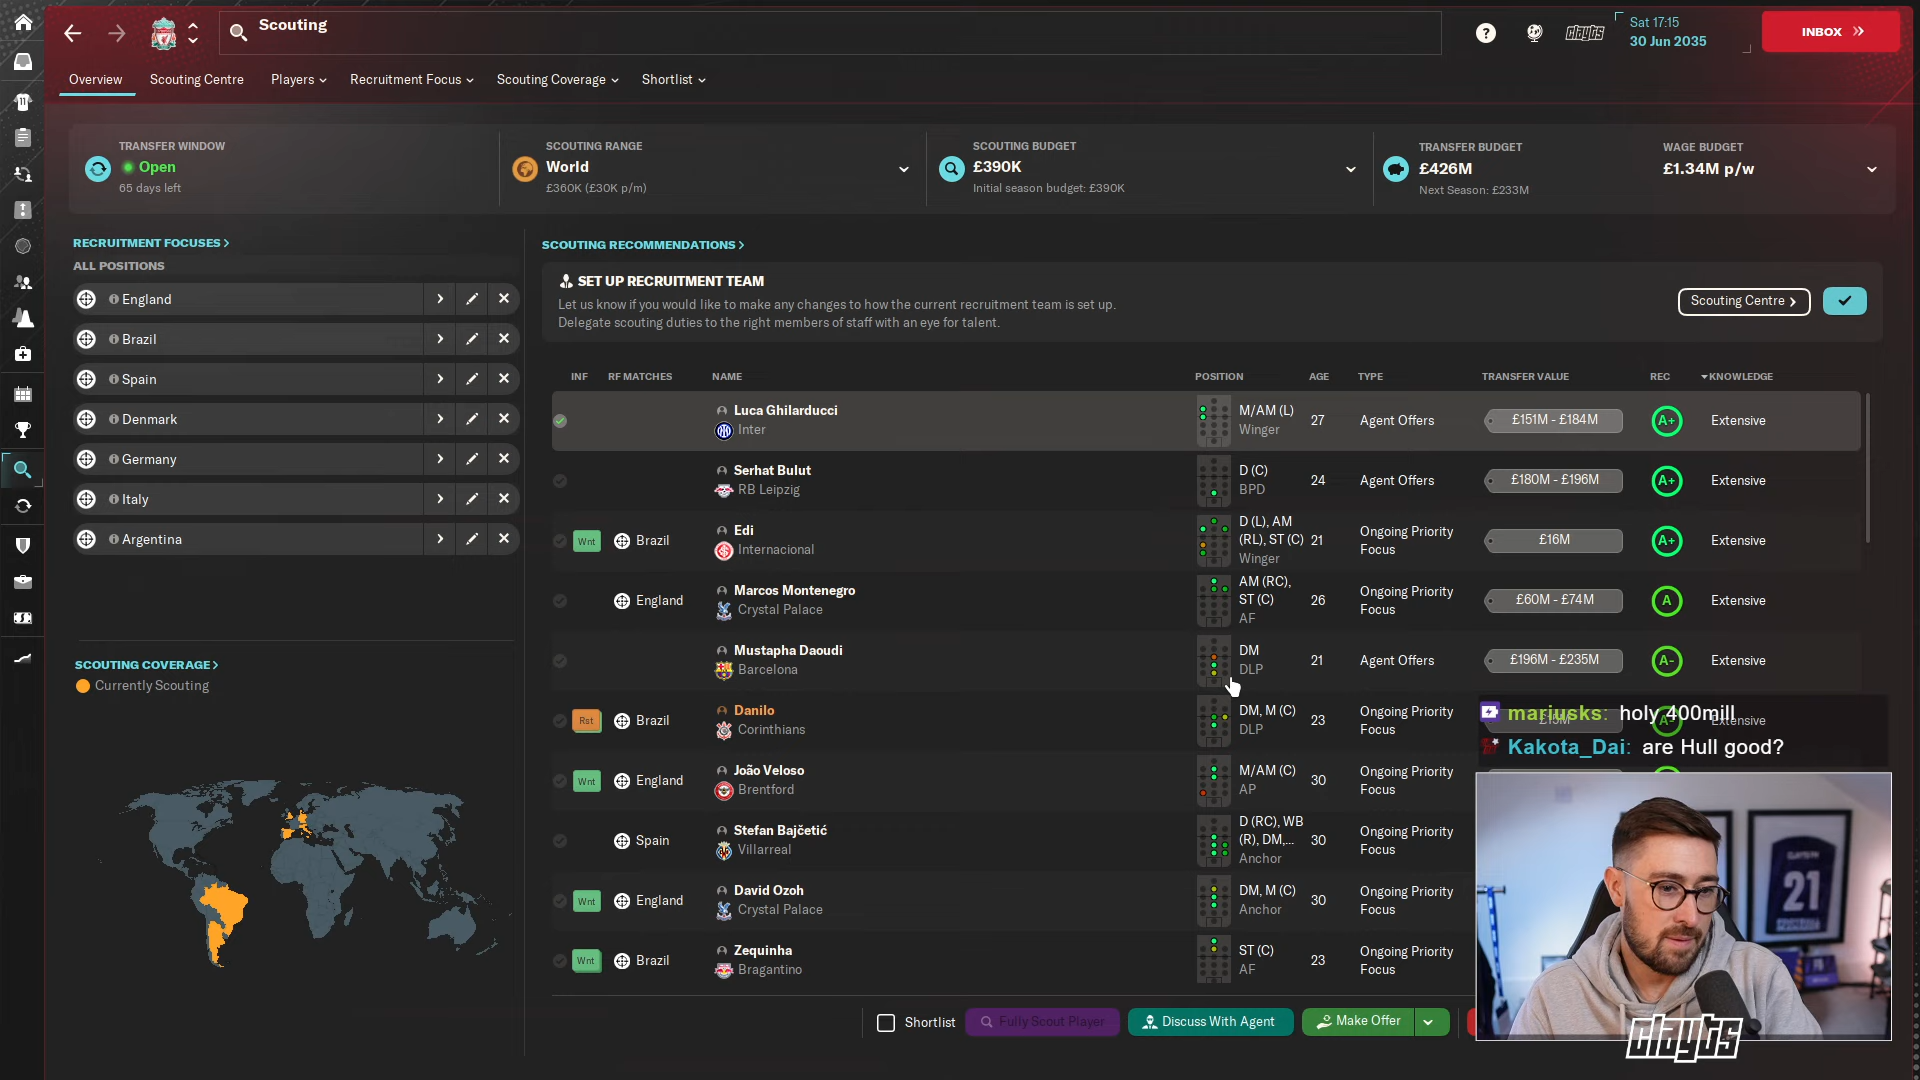 Scouting
Sat 17:15
30 Jun 2035
INBOX
Overview
Scouting Centre
Players
Recruitment Focus
Scouting Coverage
Shortlist
TRANSFER WINDOW
Open
65 days left
SCOUTING RANGE
World
£360K (£30K p/m)
SCOUTING BUDGET
£390K
Initial season budget: £390K
TRANSFER BUDGET
£426M
Next Season: £233M
WAGE BUDGET
£1.34M p/w
RECRUITMENT FOCUSES >
ALL POSITIONS
England
Brazil
Spain
Denmark
Germany
Italy
Argentina
SCOUTING COVERAGE >
Currently Scouting
SCOUTING RECOMMENDATIONS >
SET UP RECRUITMENT TEAM
Let us know if you would like to make any changes to how the current recruitment team is set up.
Delegate scouting duties to the right members of staff with an eye for talent.
Scouting Centre >
INF RF MATCHES NAME POSITION AGE TYPE TRANSFER VALUE REC KNOWLEDGE
Luca Ghilarducci
Inter
M/AM (L)
Winger
27
Agent Offers
£151M - £184M
A+
Extensive
Serhat Bulut
RB Leipzig
D (C)
BPD
24
Agent Offers
£180M - £196M
A+
Extensive
Wnt
Brazil
Edi
Internacional
D (L), AM
(RL), ST (C)
Winger
21
Ongoing Priority
Focus
£16M
A+
Extensive
England
Marcos Montenegro
Crystal Palace
AM (RC),
ST (C)
AF
26
Ongoing Priority
Focus
£60M - £74M
A
Extensive
Mustapha Daoudi
Barcelona
DM
DLP
21
Agent Offers
£196M - £235M
A-
Extensive
Rst
Brazil
Danilo
Corinthians
DM, M (C)
DLP
23
Ongoing Priority
Focus
Extensive
Wnt
England
João Veloso
Brentford
M/AM (C)
AP
30
Ongoing Priority
Focus
Spain
Stefan Bajčetić
Villarreal
D (RC), WB
(R), DM,...
Anchor
30
Ongoing Priority
Focus
Wnt
England
David Ozoh
Crystal Palace
DM, M (C)
Anchor
30
Ongoing Priority
Focus
Wnt
Brazil
Zequinha
Bragantino
ST (C)
AF
23
Ongoing Priority
Focus
mariusks: holy 400mill
Kakota_Dai: are Hull good?
21
Shortlist
Fully Scout Player
Discuss With Agent
Make Offer
clayts